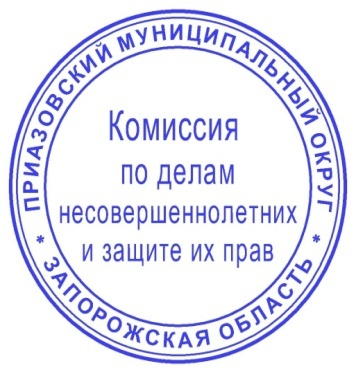 ПРИАЗОВСКИЙ МУНИЦИПАЛЬНЫЙ ОКРУГ
Комиссия
по делам
несовершеннолетних
и защите их прав
* ЗАПОРОЖСКАЯ ОБЛАСТЬ *